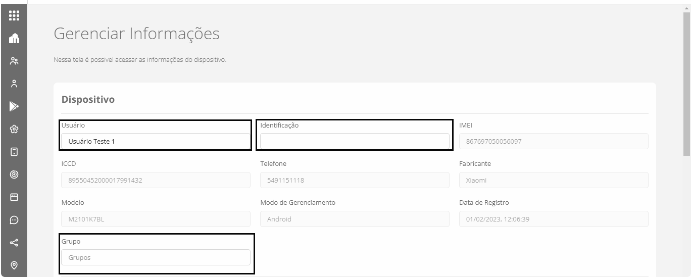 Gerenciar Informações
Nessa tela é possível acessar as informações do dispositivo.
Dispositivo
Usuário Identificação IMEI
Usuário Teste 1 867697050056097
ICCD Telefone Fabricante
89550452000017991432 5491151118 Xiaomi
Modelo Modo de Gerenciamento Data de Registro
M2101K7BL Android 01/02/2023, 12:06:39
Grupo
Grupos